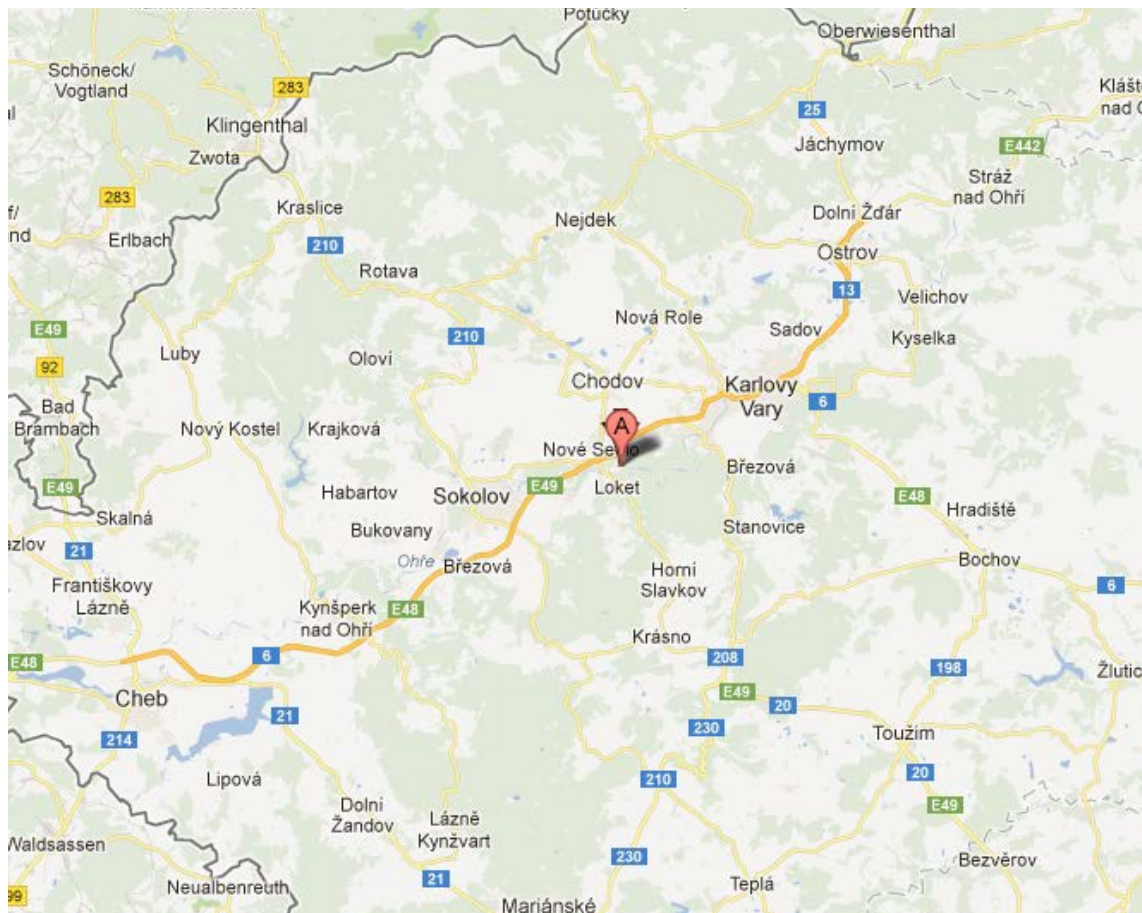 Potůčky
Oberwiesenthal
Schöneck/
Vogtland
283
Klášte
nad O
25
Klingenthal
E442
Jáchymov
Zwota
Stráž
nad Ohří
283
Kraslice
Nejdek
Dolní Žďár
f/
nd
Erlbach
210
Ostrov
Rotava
13
Velichov
E49
Nová Role
Sadov
210
Kyselka
Luby
Oloví
92
Chodov
Karlovy
Vary
6
Bad
Brambach
A
Nový Kostel
Krajková
Nové Se
o
Březová
E49
Habartov
Sokolov
E49
Loket
E48
Skalná
Hradiště
Bukovany
Stanovice
azlov
21
Ohře
Březová
Bochov
Františkovy
Lázně
Horní
Slavkov
6
Kynšperk
nad Ohří
E48
Krásno
E48
6
208
198
Žlutic
Cheb
E49
20
21
230
214
Toužim
Lipová
210
20
Dolní
Žandov
Lázně
Kynžvart
E49
Waldsassen
230
Bezvěrov
99
Neualbenreuth
21
Teplá
Mariánské